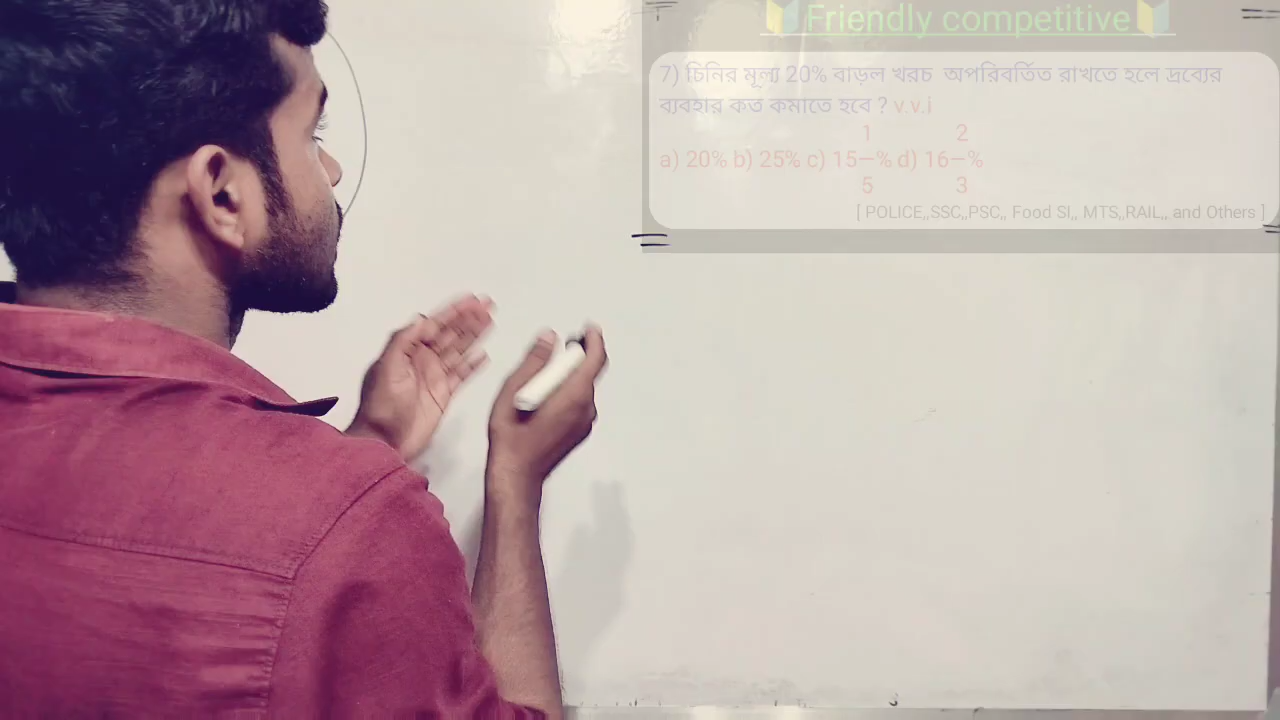 🔰Friendly competitive🔰
7) চিনির মূল্য 20% বাড়ল খরচ অপরিবর্তিত রাখতে হলে দ্রব্যের
ব্যবহার কত কমাতে হবে ? v.v.i
1 2
a) 20% b) 25% c) 15—% d) 16—%
5 3
[ POLICE,,SSC,,PSC,, Food SI,, MTS,,RAIL,, and Others ]